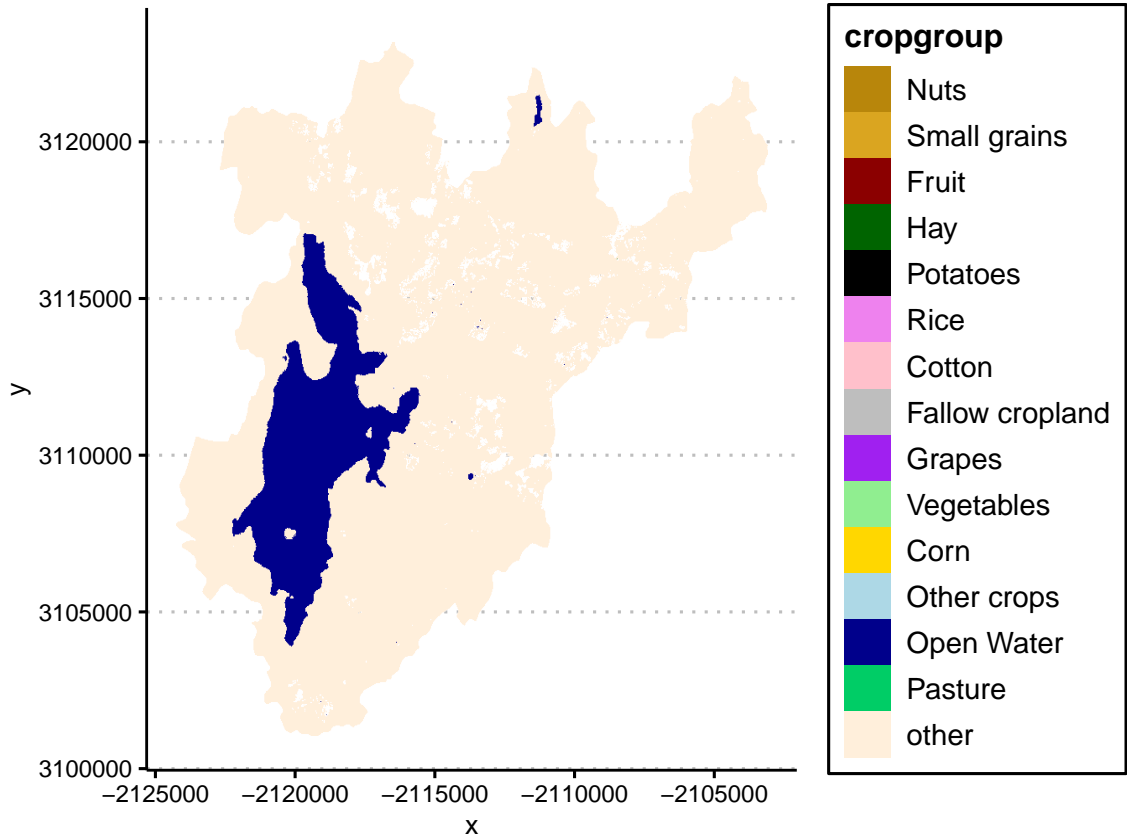 cropgroup
Nuts
Small grains
Fruit
Hay
Potatoes
Rice
Cotton
Fallow cropland
Grapes
Vegetables
Corn
Other crops
Open Water
Pasture
other
y
3120000
3115000
3110000
3105000
3100000
−2125000 −2120000 −2115000 −2110000 −2105000
x